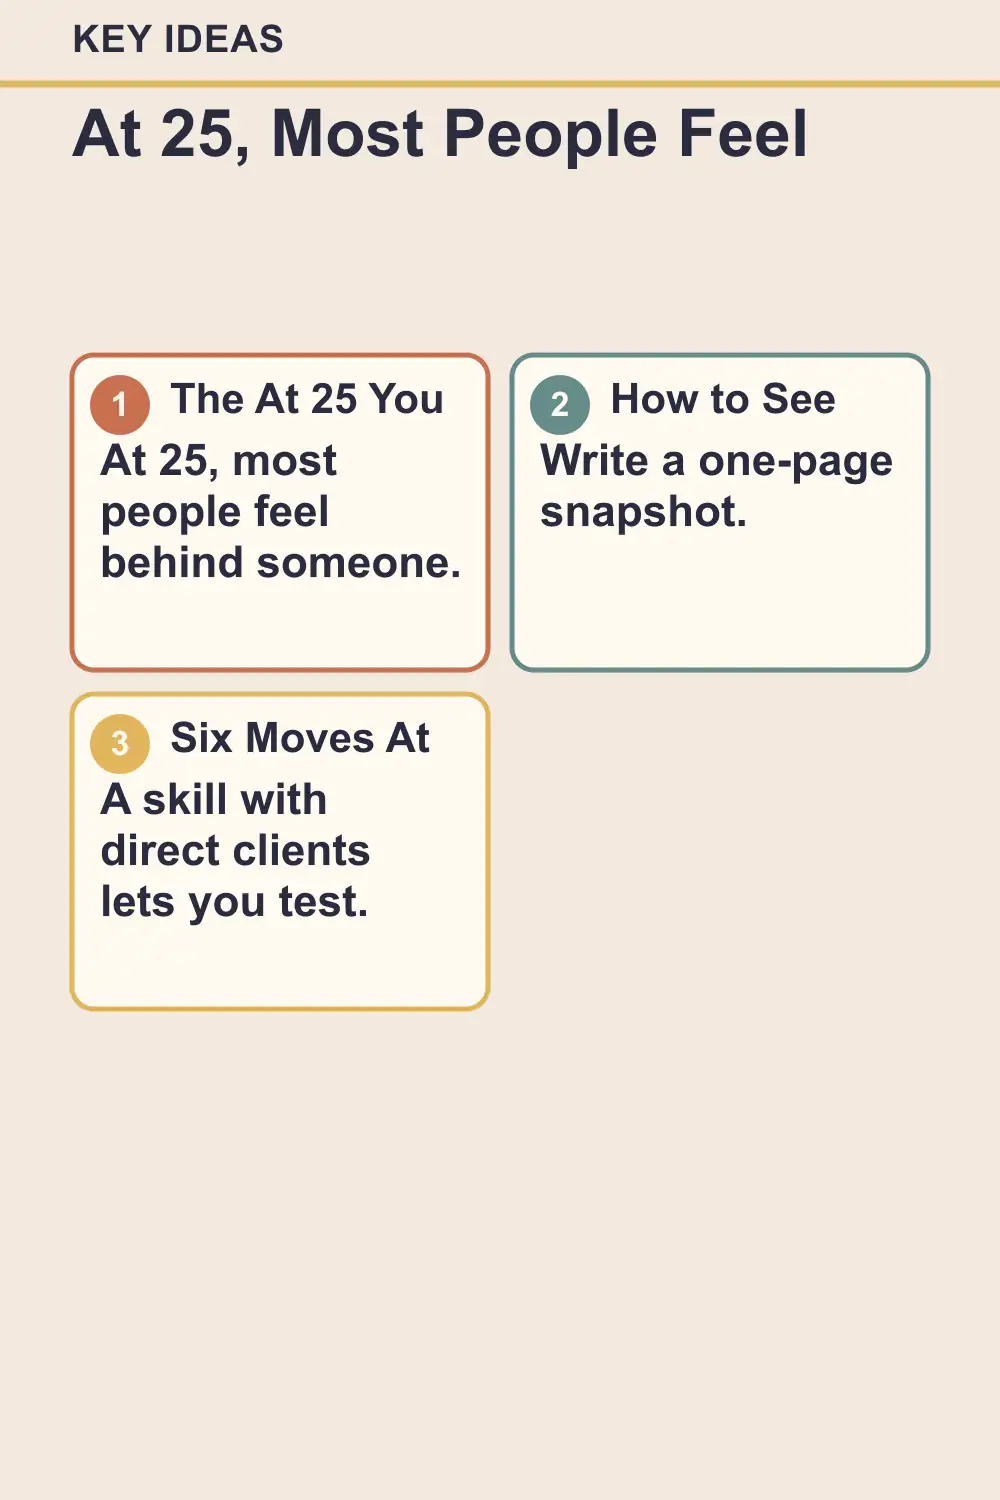 KEY IDEAS
At 25, Most People Feel
1 The At 25 You
At 25, most
people feel
behind someone.
2 How to See
Write a one-page
snapshot.
3 Six Moves At
A skill with
direct clients
lets you test.